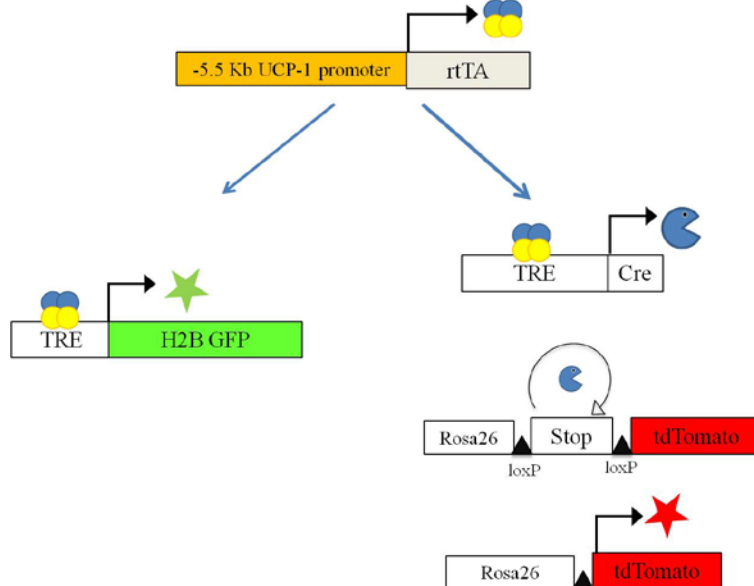 -5.5 Kb UCP-1 promoter rtTA
TRE Cre
TRE H2B GFP
Rosa26 Stop tdTomato
loxP loxP
Rosa26 tdTomato